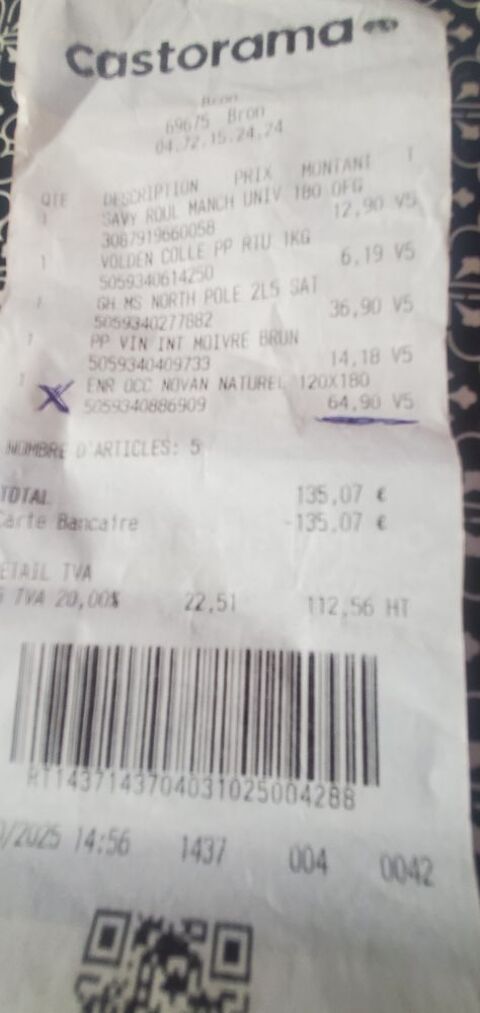 Castorama
Bron
69675 Bron
04.72.15.24.24
QTE DESCRIPTION PRIX MONTANT T
1 SAVY ROUL MANCH UNIV 180 OFG
3087919660058 12,90 V5
1 VOLDEN COLLE PP RIU 1KG
5059340614250 6,19 V5
1 GH MS NORTH POLE 2L5 SAT
5059340277882 36,90 V5
1 PP VIN INT MOIVRE BRUN
5059340409733 14,18 V5
1 ENR OCC NOVAN NATUREL 120X180
X 5059340886909 64,90 V5
NOMBRE D'ARTICLES: 5
TOTAL 135,07 €
Carte Bancaire -135,07 €
ETAIL TVA
5 TVA 20,00% 22,51 112,56 HT
RT1437143704031025004288
/2025 14:56 1437 004 0042